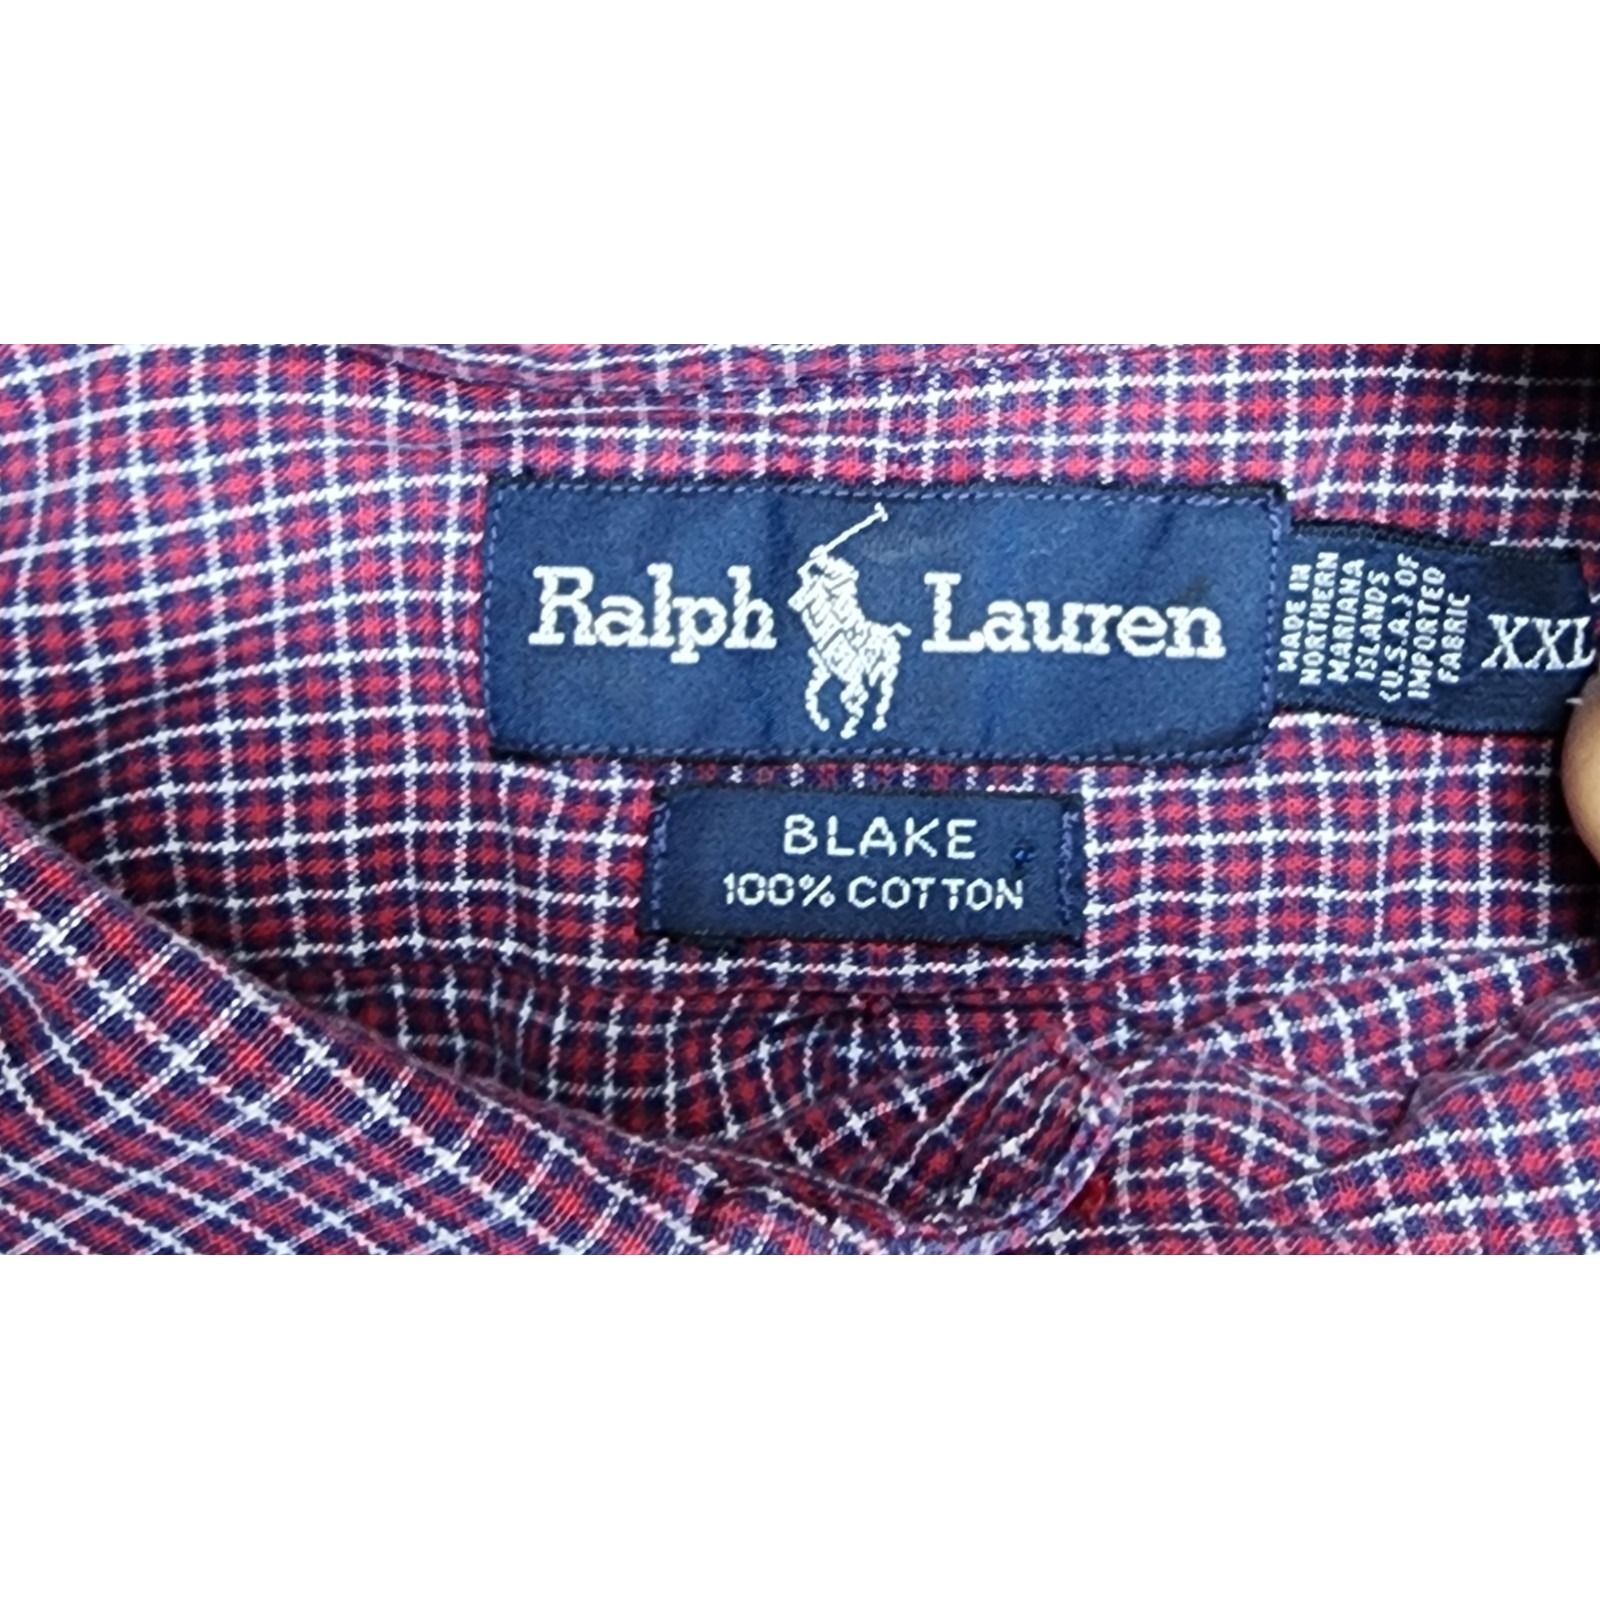 Ralph Lauren
MADE IN
NORTHERN
MARIANA
ISLANDS
(U.S.A.) OF
IMPORTED
FABRIC
XXL
BLAKE
100% COTTON